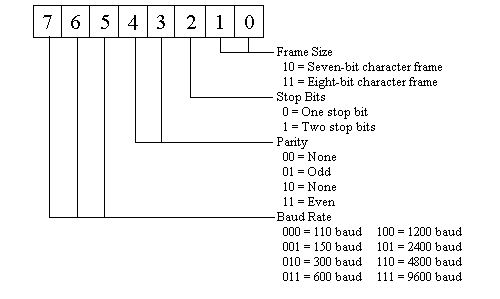 7 6 5 4 3 2 1 0
Frame Size
10 = Seven-bit character frame
11 = Eight-bit character frame
Stop Bits
0 = One stop bit
1 = Two stop bits
Parity
00 = None
01 = Odd
10 = None
11 = Even
Baud Rate
000 = 110 baud 100 = 1200 baud
001 = 150 baud 101 = 2400 baud
010 = 300 baud 110 = 4800 baud
011 = 600 baud 111 = 9600 baud